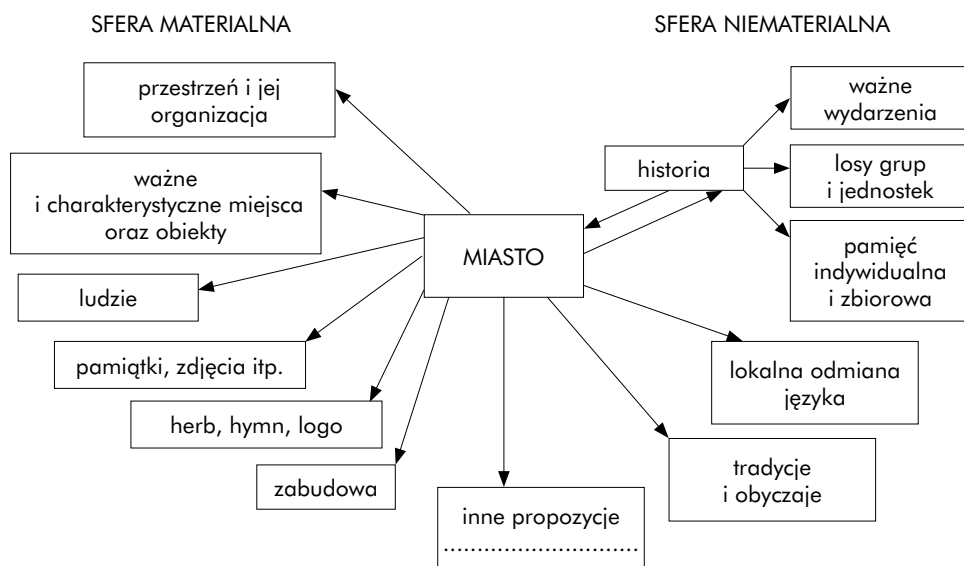 SFERA MATERIALNA
SFERA NIEMATERIALNA
przestrzeń i jej
organizacja
ważne
i charakterystyczne miejsca
oraz obiekty
ludzie
pamiątki, zdjęcia itp.
herb, hymn, logo
zabudowa
MIASTO
inne propozycje
................................
historia
ważne
wydarzenia
losy grup
i jednostek
pamięć
indywidualna
i zbiorowa
lokalna odmiana
języka
tradycje
i obyczaje